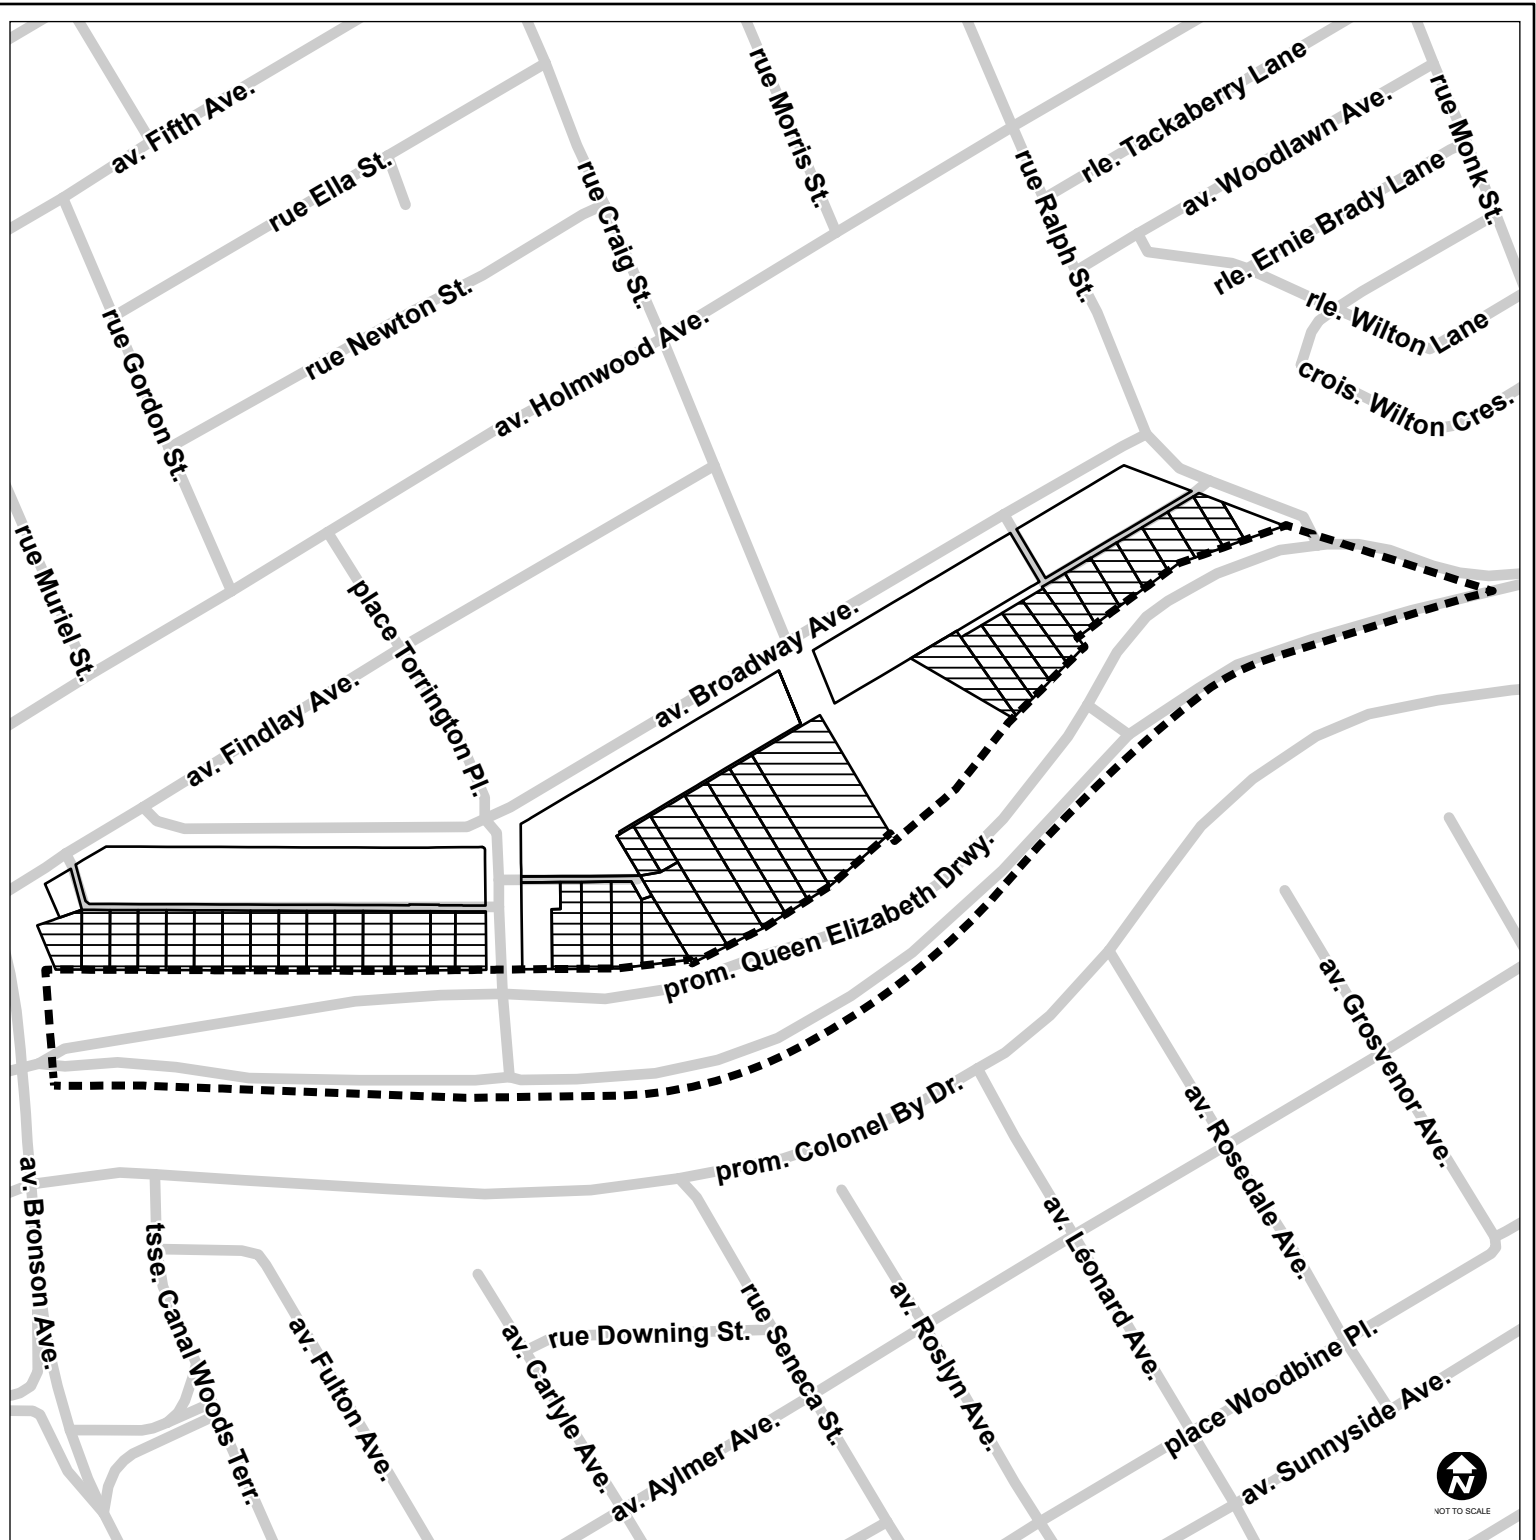 av. Fifth Ave.
rue Ella St.
rue Craig St.
rue Morris St.
rue Ralph St.
rle. Tackaberry Lane
av. Woodlawn Ave.
rue Monk St.
rle. Ernie Brady Lane
rle. Wilton Lane
crois. Wilton Cres.
rue Newton St.
rue Gordon St.
av. Holmwood Ave.
rue Muriel St.
place Torrington Pl.
av. Findlay Ave.
av. Broadway Ave.
prom. Queen Elizabeth Drwy.
prom. Colonel By Dr.
av. Grosvenor Ave.
av. Rosedale Ave.
av. Léonard Ave.
av. Bronson Ave.
tsse. Canal Woods Terr.
av. Fulton Ave.
av. Carlyle Ave.
rue Downing St.
rue Seneca St.
av. Roslyn Ave.
av. Aylmer Ave.
place Woodbine Pl.
av. Sunnyside Ave.
N
NOT TO SCALE